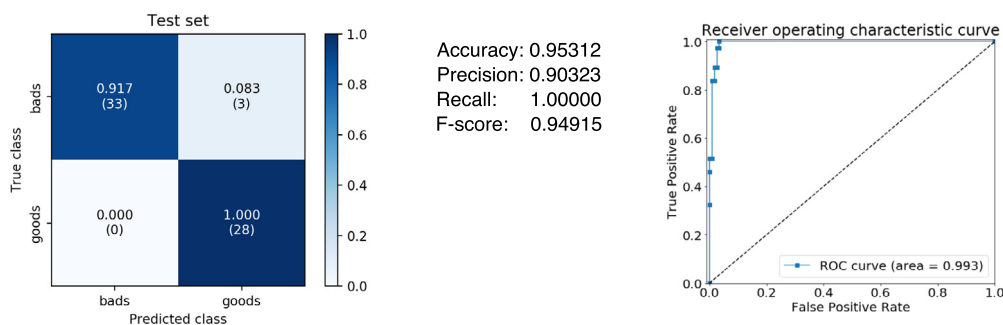 Test set
bads
goods
True class
0.917
(33)
0.083
(3)
0.000
(0)
1.000
(28)
bads
goods
Predicted class
1.0
0.8
0.6
0.4
0.2
0.0
Accuracy: 0.95312
Precision: 0.90323
Recall: 1.00000
F-score: 0.94915
Receiver operating characteristic curve
True Positive Rate
1.0
0.8
0.6
0.4
0.2
0.0
ROC curve (area = 0.993)
0.0
0.2
0.4
0.6
0.8
1.0
False Positive Rate